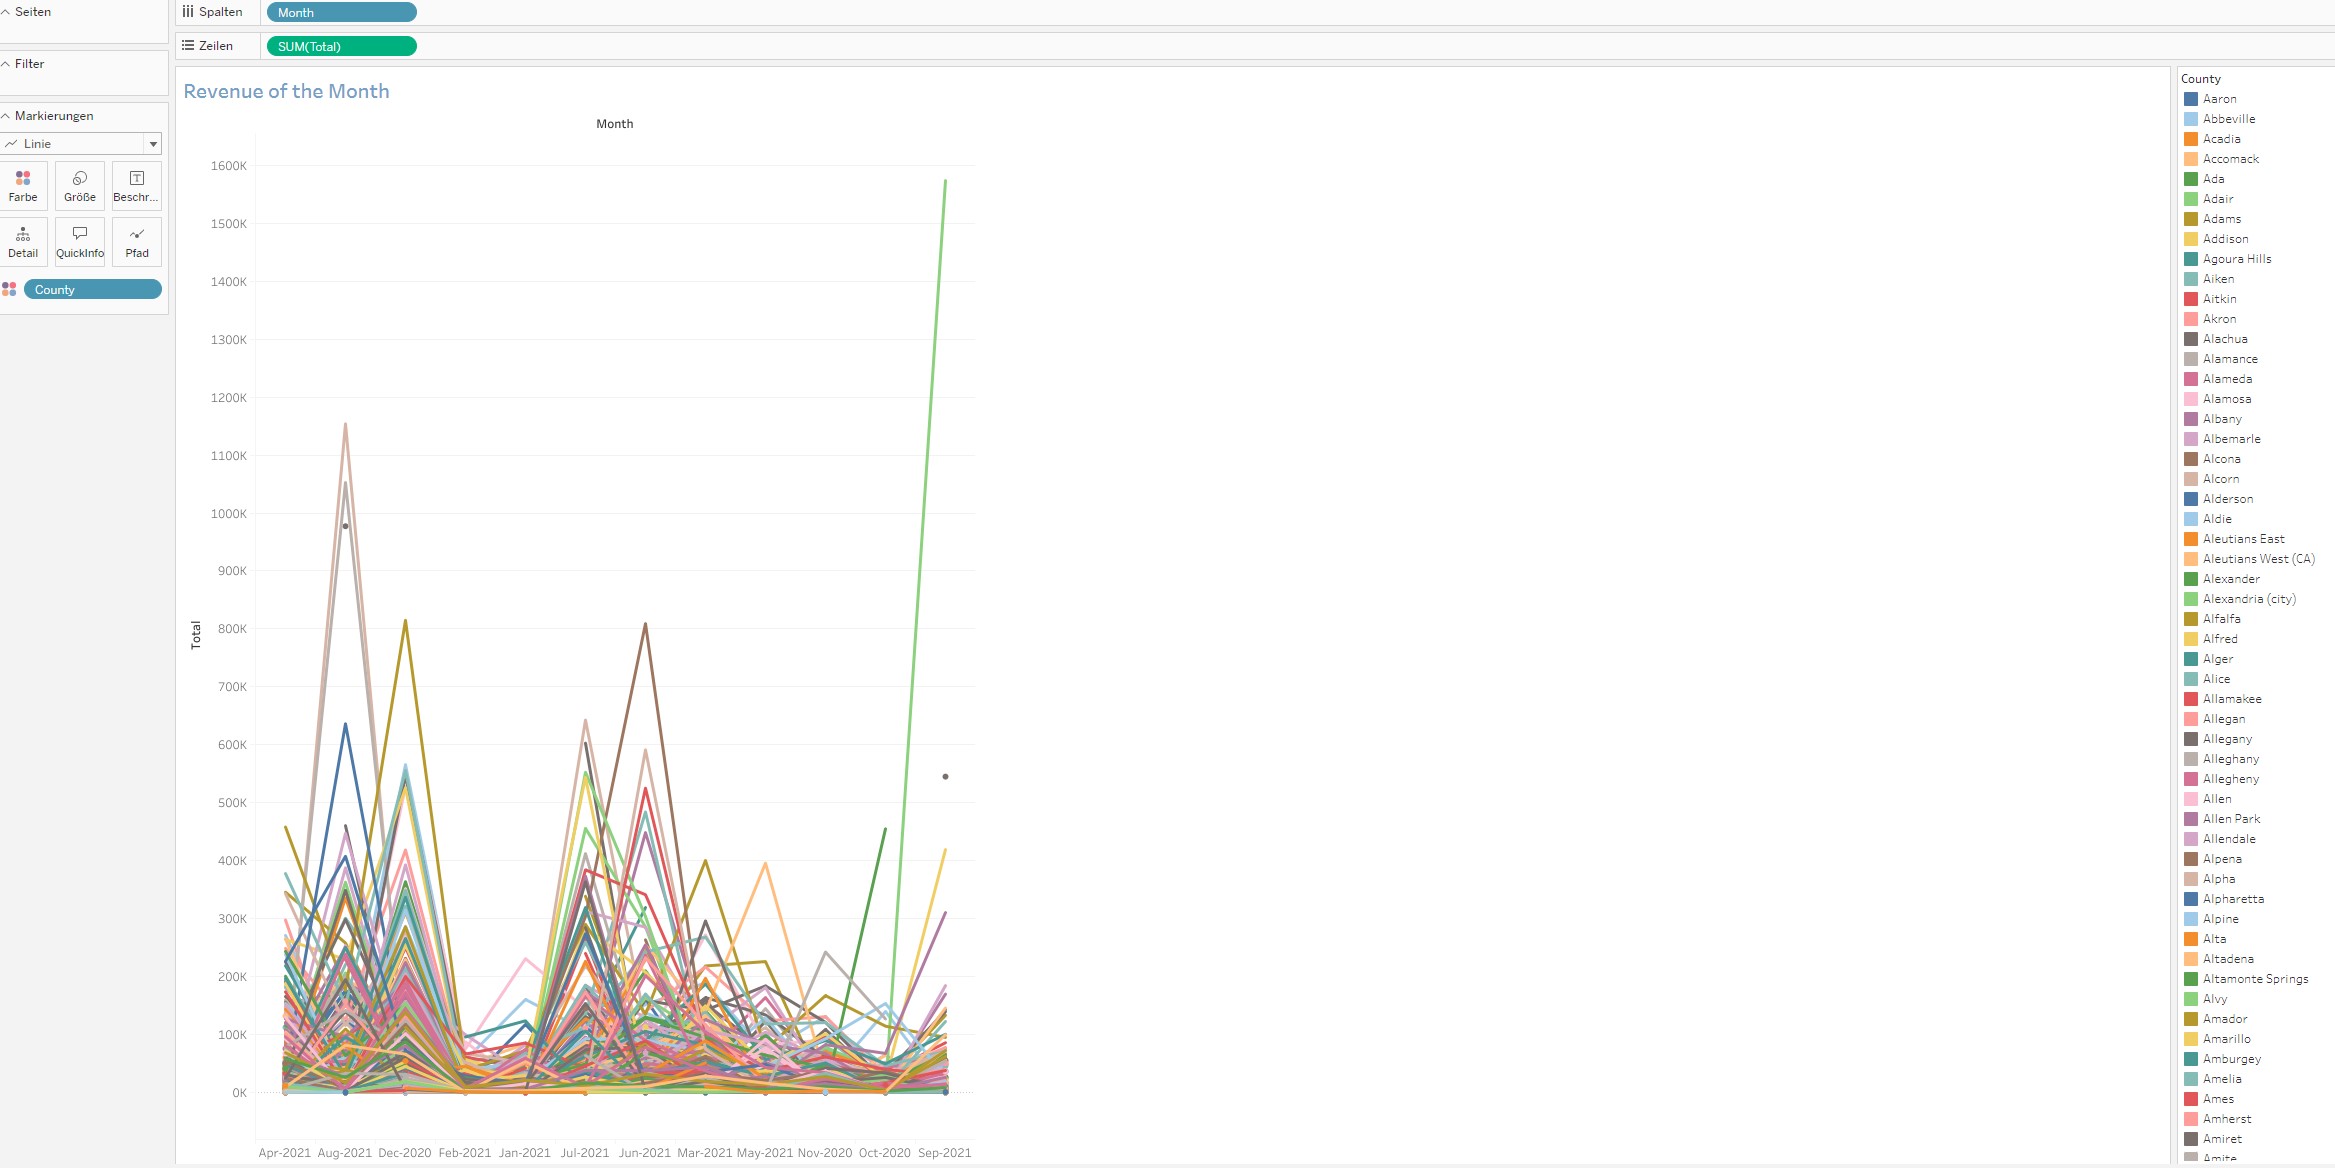 Seiten
Spalten
Month
Zeilen
SUM(Total)
Filter
Markierungen
Linie
Farbe
Größe
Beschr...
Detail
QuickInfo
Pfad
County
Revenue of the Month
Month
1600K
1500K
1400K
1300K
1200K
1100K
1000K
900K
800K
700K
600K
500K
400K
300K
200K
100K
0K
Total
Apr-2021 Aug-2021 Dec-2020 Feb-2021 Jan-2021 Jul-2021 Jun-2021 Mar-2021 May-2021 Nov-2020 Oct-2020 Sep-2021
County
Aaron
Abbeville
Acadia
Accomack
Ada
Adair
Adams
Addison
Agoura Hills
Aiken
Aitkin
Akron
Alachua
Alamance
Alameda
Alamosa
Albany
Albemarle
Alcona
Alcorn
Alderson
Aldie
Aleutians East
Aleutians West (CA)
Alexander
Alexandria (city)
Alfalfa
Alfred
Alger
Alice
Allamakee
Allegan
Allegany
Alleghany
Allegheny
Allen
Allen Park
Allendale
Alpena
Alpha
Alpharetta
Alpine
Alta
Altadena
Altamonte Springs
Alvy
Amador
Amarillo
Amburgey
Amelia
Ames
Amherst
Amiret
Amite